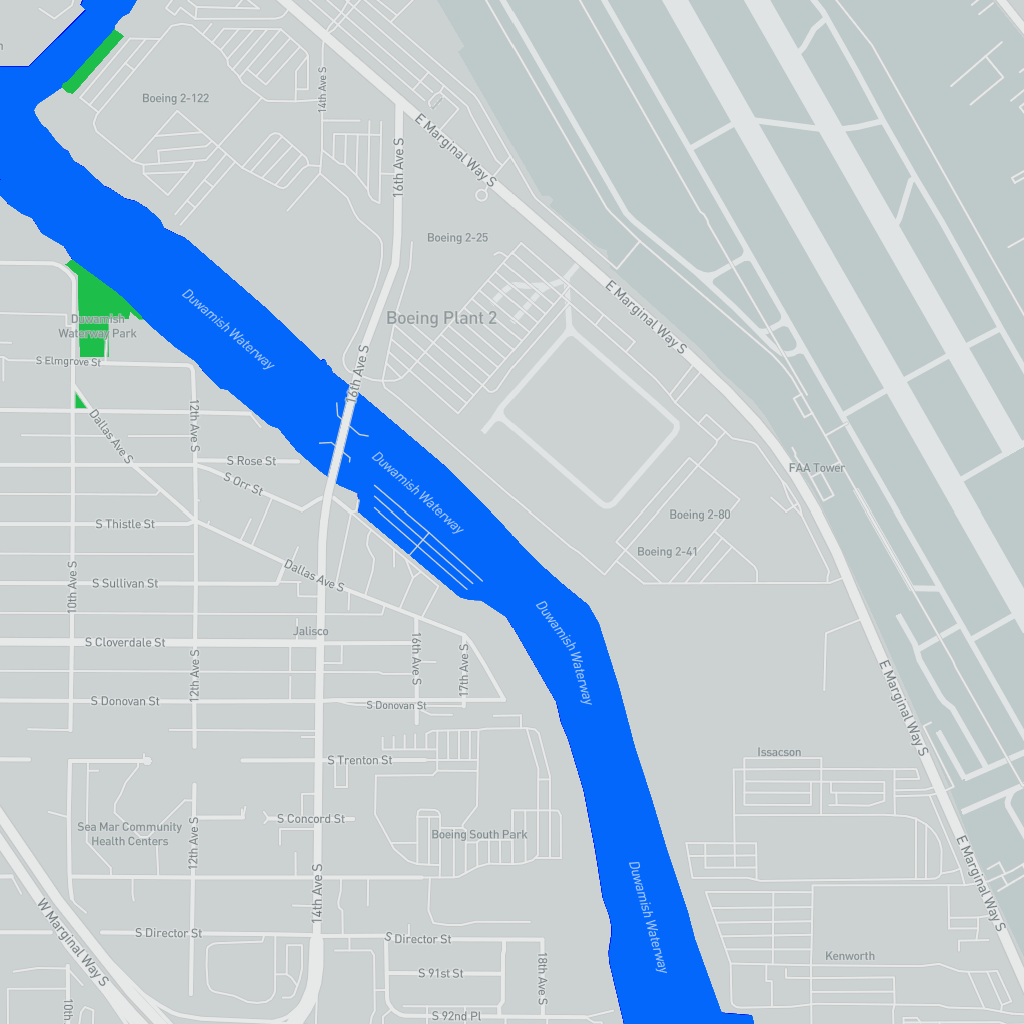 Boeing 2-122
14th Ave S
E Marginal Way S
16th Ave S
Boeing 2-25
E Marginal Way S
Duwamish Waterway
Duwamish
Waterway Park
Boeing Plant 2
S Elmgrove St
16th Ave S
12th Ave S
Dallas Ave S
S Rose St
S Orr St
Duwamish Waterway
FAA Tower
Boeing 2-80
S Thistle St
Boeing 2-41
10th Ave S
S Sullivan St
Dallas Ave S
Duwamish Waterway
Jalisco
S Cloverdale St
16th Ave S
17th Ave S
12th Ave S
E Marginal Way S
S Donovan St
S Donovan St
Issacson
S Trenton St
S Concord St
Sea Mar Community
Health Centers
12th Ave S
Boeing South Park
14th Ave S
Duwamish Waterway
E Marginal Way S
W Marginal Way S
S Director St
S Director St
Kenworth
S 91st St
18th Ave S
10th
S 92nd Pl